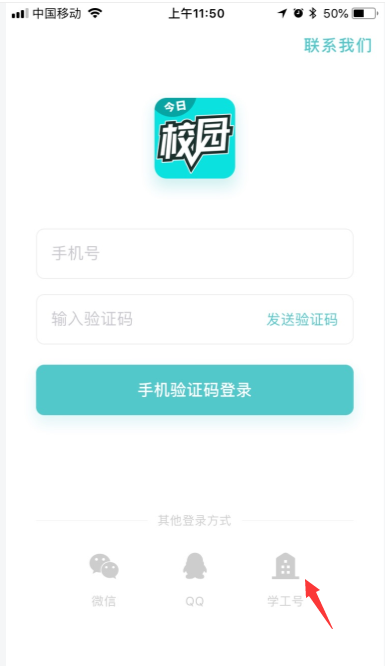 中国移动 上午11:50 50%
联系我们
今日
校园
手机号
输入验证码 发送验证码
手机验证码登录
其他登录方式
微信 QQ 学工号